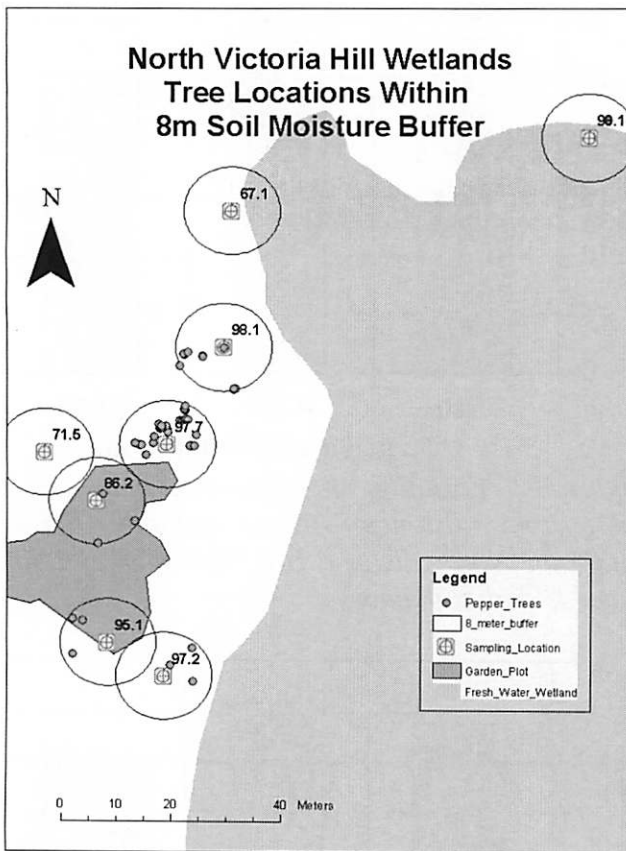 North Victoria Hill Wetlands
Tree Locations Within
8m Soil Moisture Buffer
99.1
67.1
N
98.1
97.7
71.5
86.2
95.1
97.2
Legend
Pepper_Trees
8_meter_buffer
Sampling_Location
Garden_Plot
Fresh_Water_Wetland
0 10 20 40 Meters